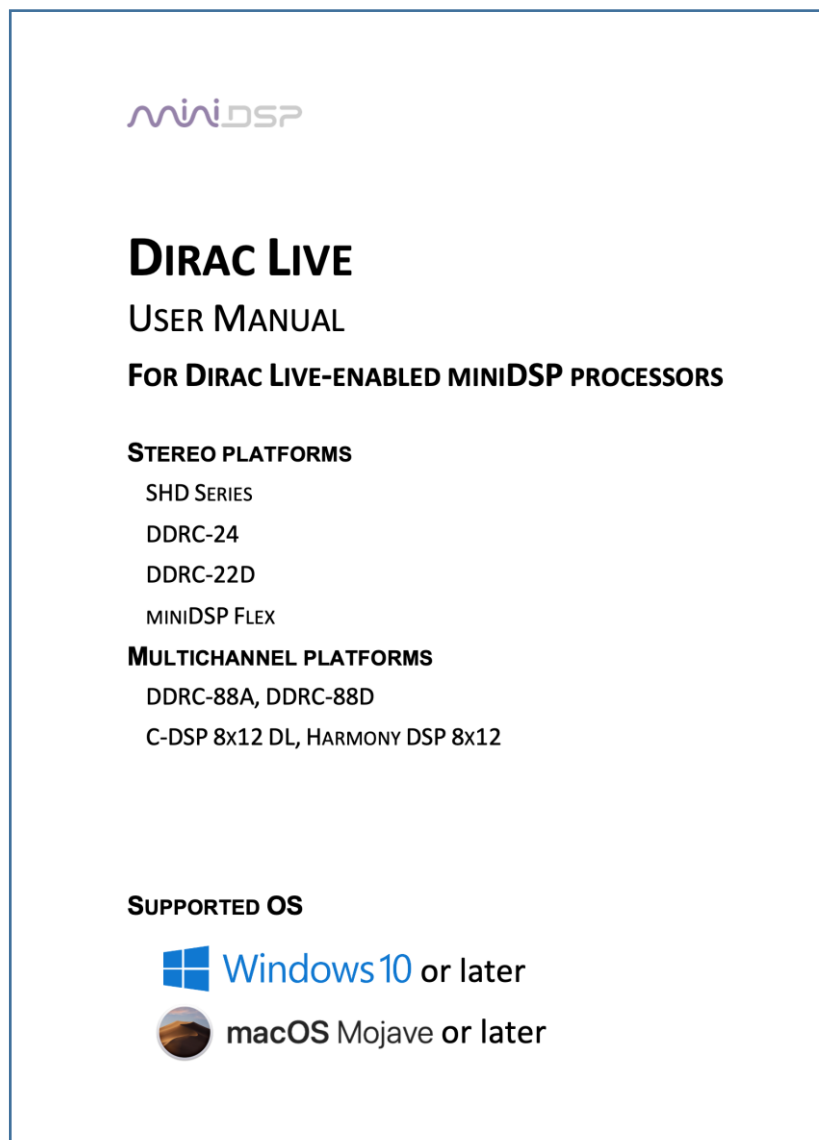 miniDSP
DIRAC LIVE
USER MANUAL
FOR DIRAC LIVE-ENABLED MINIDSP PROCESSORS
STEREO PLATFORMS
SHD SERIES
DDRC-24
DDRC-22D
MINIDSP FLEX
MULTICHANNEL PLATFORMS
DDRC-88A, DDRC-88D
C-DSP 8X12 DL, HARMONY DSP 8X12
SUPPORTED OS
Windows 10 or later
macOS Mojave or later